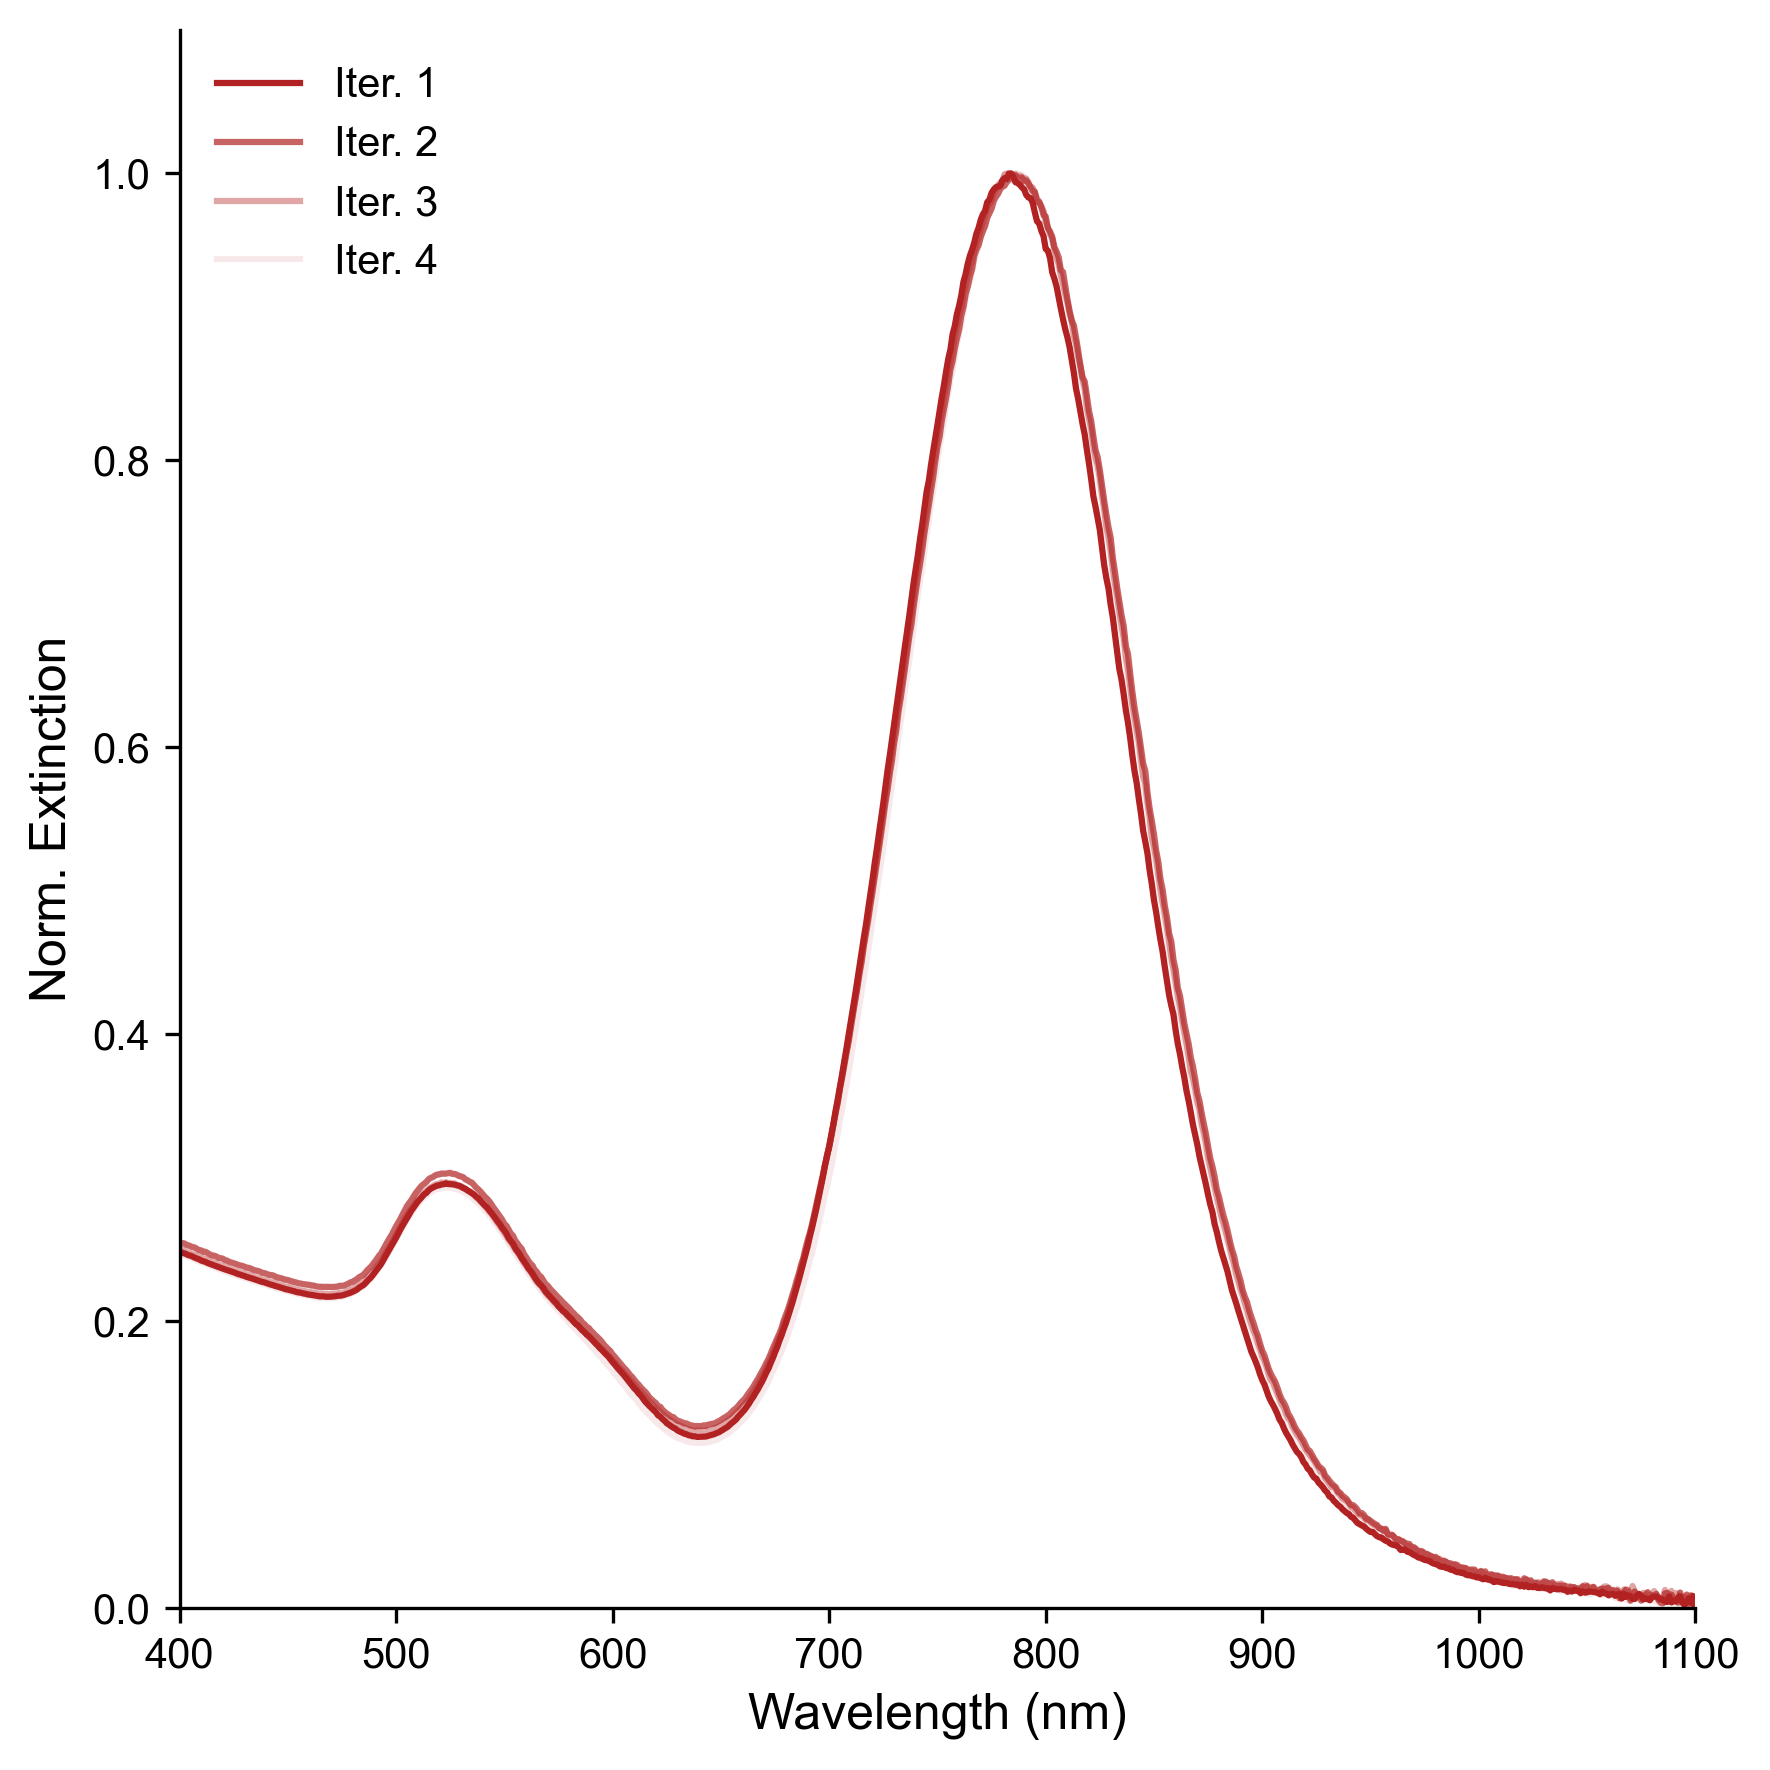 Iter. 1
Iter. 2
Iter. 3
Iter. 4
1.0
0.8
0.6
0.4
0.2
0.0
Norm. Extinction
400 500 600 700 800 900 1000 1100
Wavelength (nm)